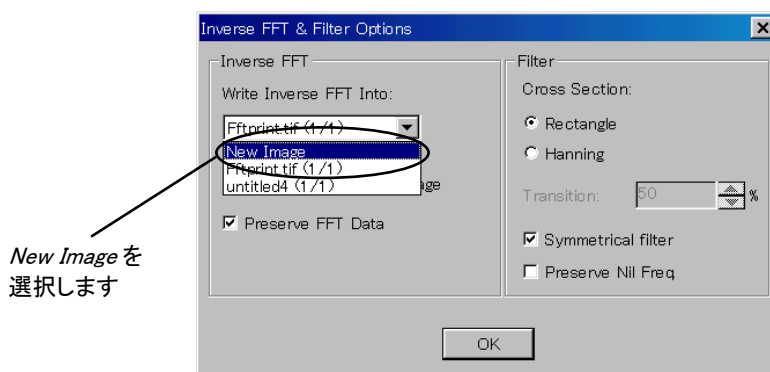 Inverse FFT & Filter Options
Inverse FFT
Write Inverse FFT Into:
Fftprint.tif (1/1)
New Image
Fftprint.tif (1/1)
untitled4 (1/1)
age
Preserve FFT Data
Filter
Cross Section:
Rectangle
Hanning
Transition: 50 %
Symmetrical filter
Preserve Nil Freq.
OK
New Image を
選択します